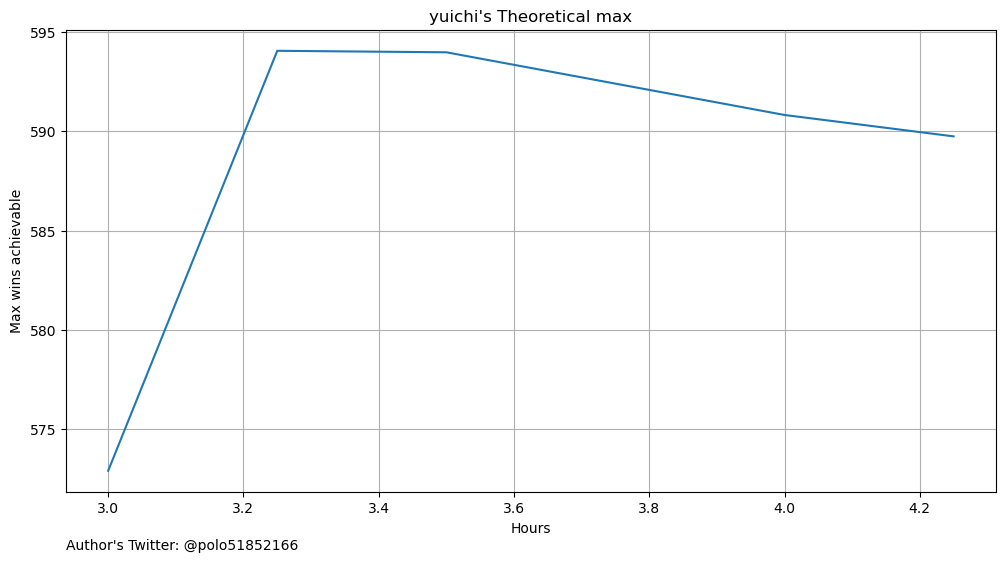 yuichi's Theoretical max
595
590
585
580
575
Max wins achievable
3.0 3.2 3.4 3.6 3.8 4.0 4.2
Hours
Author's Twitter: @polo51852166